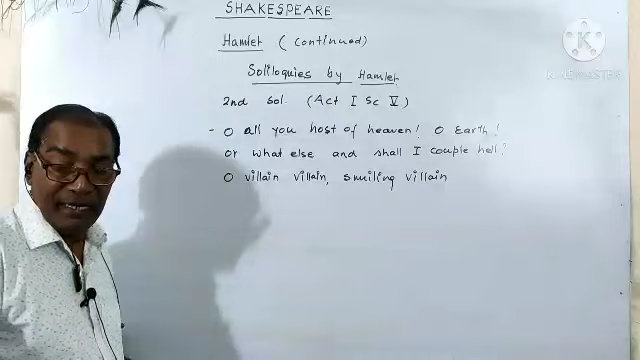 SHAKESPEARE
Hamlet (continued)
Soliloquies by Hamlet
2nd Sol. (Act I Sc V)
- O all you host of heaven! O Earth!
or what else and shall I couple hell?
O villain villain, smiling villain
KINEMASTER